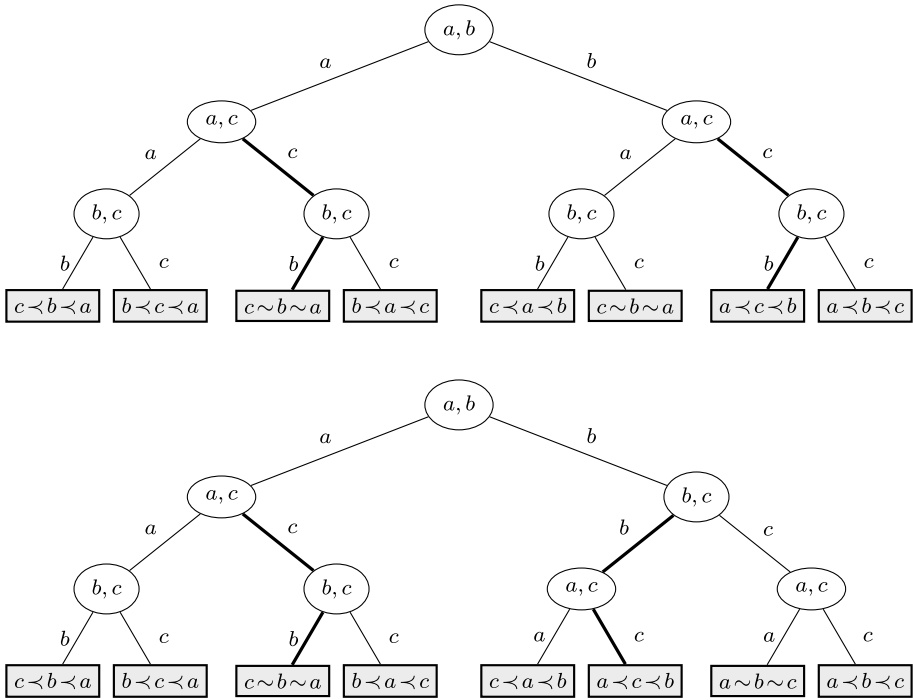 a, b
a b
a, c a, c
a c a c
b, c b, c b, c b, c
b c b c b c b c
c≺b≺a b≺c≺a c∼b∼a b≺a≺c c≺a≺b c∼b∼a a≺c≺b a≺b≺c
a, b
a b
a, c b, c
a c b c
b, c b, c a, c a, c
b c b c a c a c
c≺b≺a b≺c≺a c∼b∼a b≺a≺c c≺a≺b a≺c≺b a∼b∼c a≺b≺c